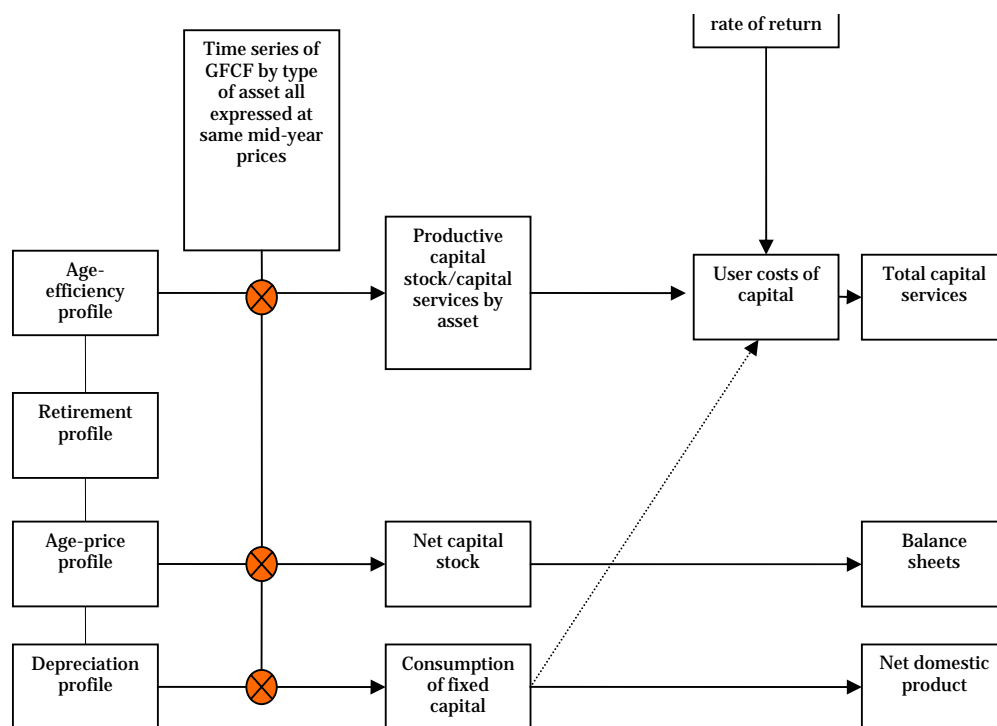 rate of return
Time series of
GFCF by type
of asset all
expressed at
same mid-year
prices
Age-
efficiency
profile
Productive
capital
stock/capital
services by
asset
User costs of
capital
Total capital
services
Retirement
profile
Age-price
profile
Net capital
stock
Balance
sheets
Depreciation
profile
Consumption
of fixed
capital
Net domestic
product